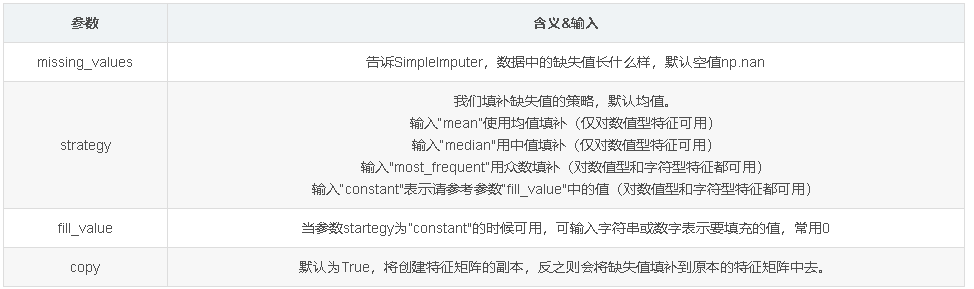 参数 含义&输入
missing_values 告诉SimpleImputer，数据中的缺失值长什么样，默认空值np.nan
strategy
我们填补缺失值的策略，默认均值。
输入"mean"使用均值填补（仅对数值型特征可用）
输入"median"用中值填补（仅对数值型特征可用）
输入"most_frequent"用众数填补（对数值型和字符型特征都可用）
输入"constant"表示请参考参数"fill_value"中的值（对数值型和字符型特征都可用）
fill_value 当参数startegy为"constant"的时候可用，可输入字符串或数字表示要填充的值，常用0
copy 默认为True，将创建特征矩阵的副本，反之则会将缺失值填补到原本的特征矩阵中去。